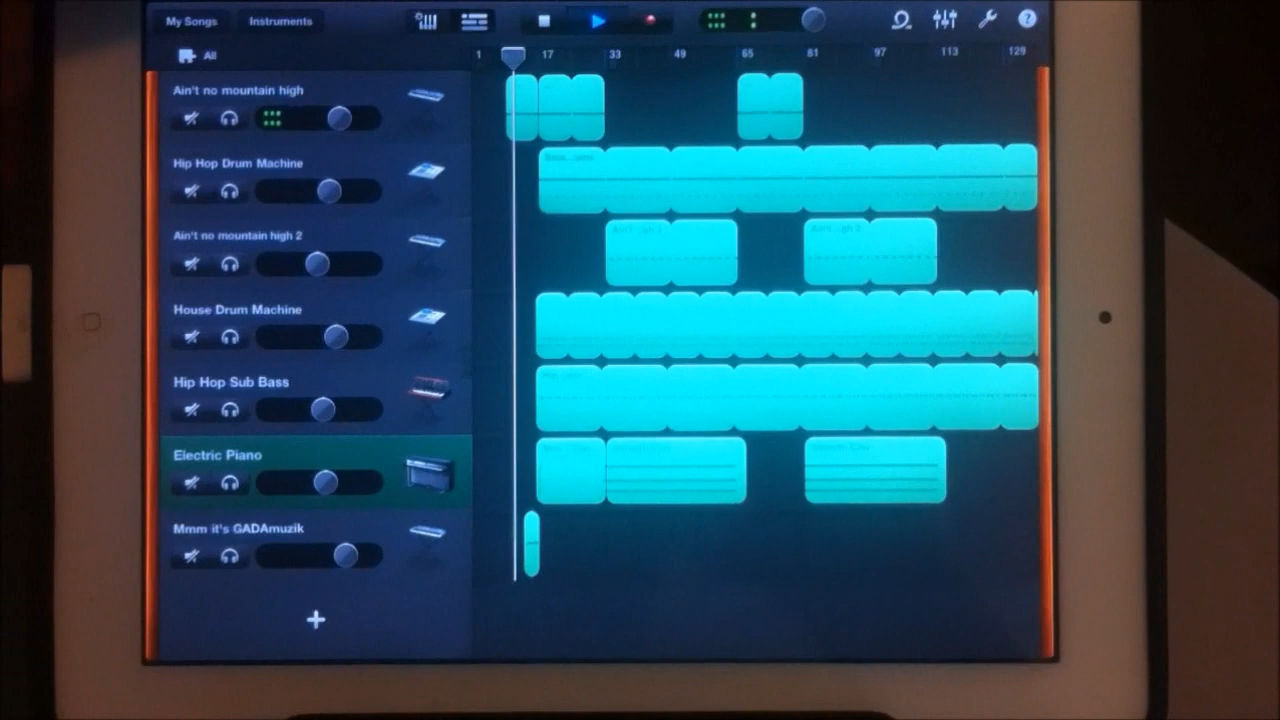 My Songs Instruments
All 1 17 33 49 65 81 97 113 129
Ain't no mountain high
Hip Hop Drum Machine
Ain't no mountain high 2
House Drum Machine
Hip Hop Sub Bass
Electric Piano
Mmm it's GADAmuzik